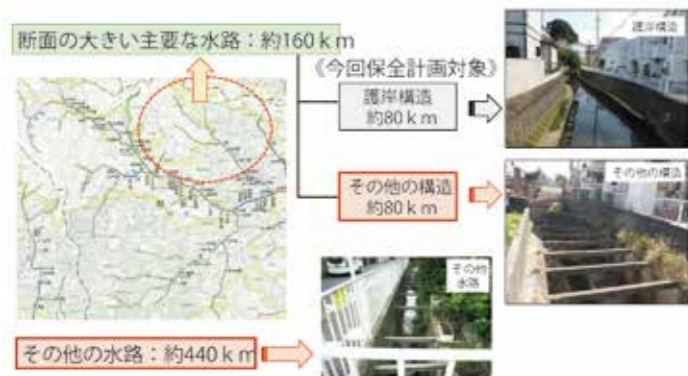 断面の大きい主要な水路：約160ｋｍ
《今回保全計画対象》
護岸構造
約80ｋｍ
護岸構造
その他の構造
約80ｋｍ
その他の構造
その他
水路
その他の水路：約440ｋｍ